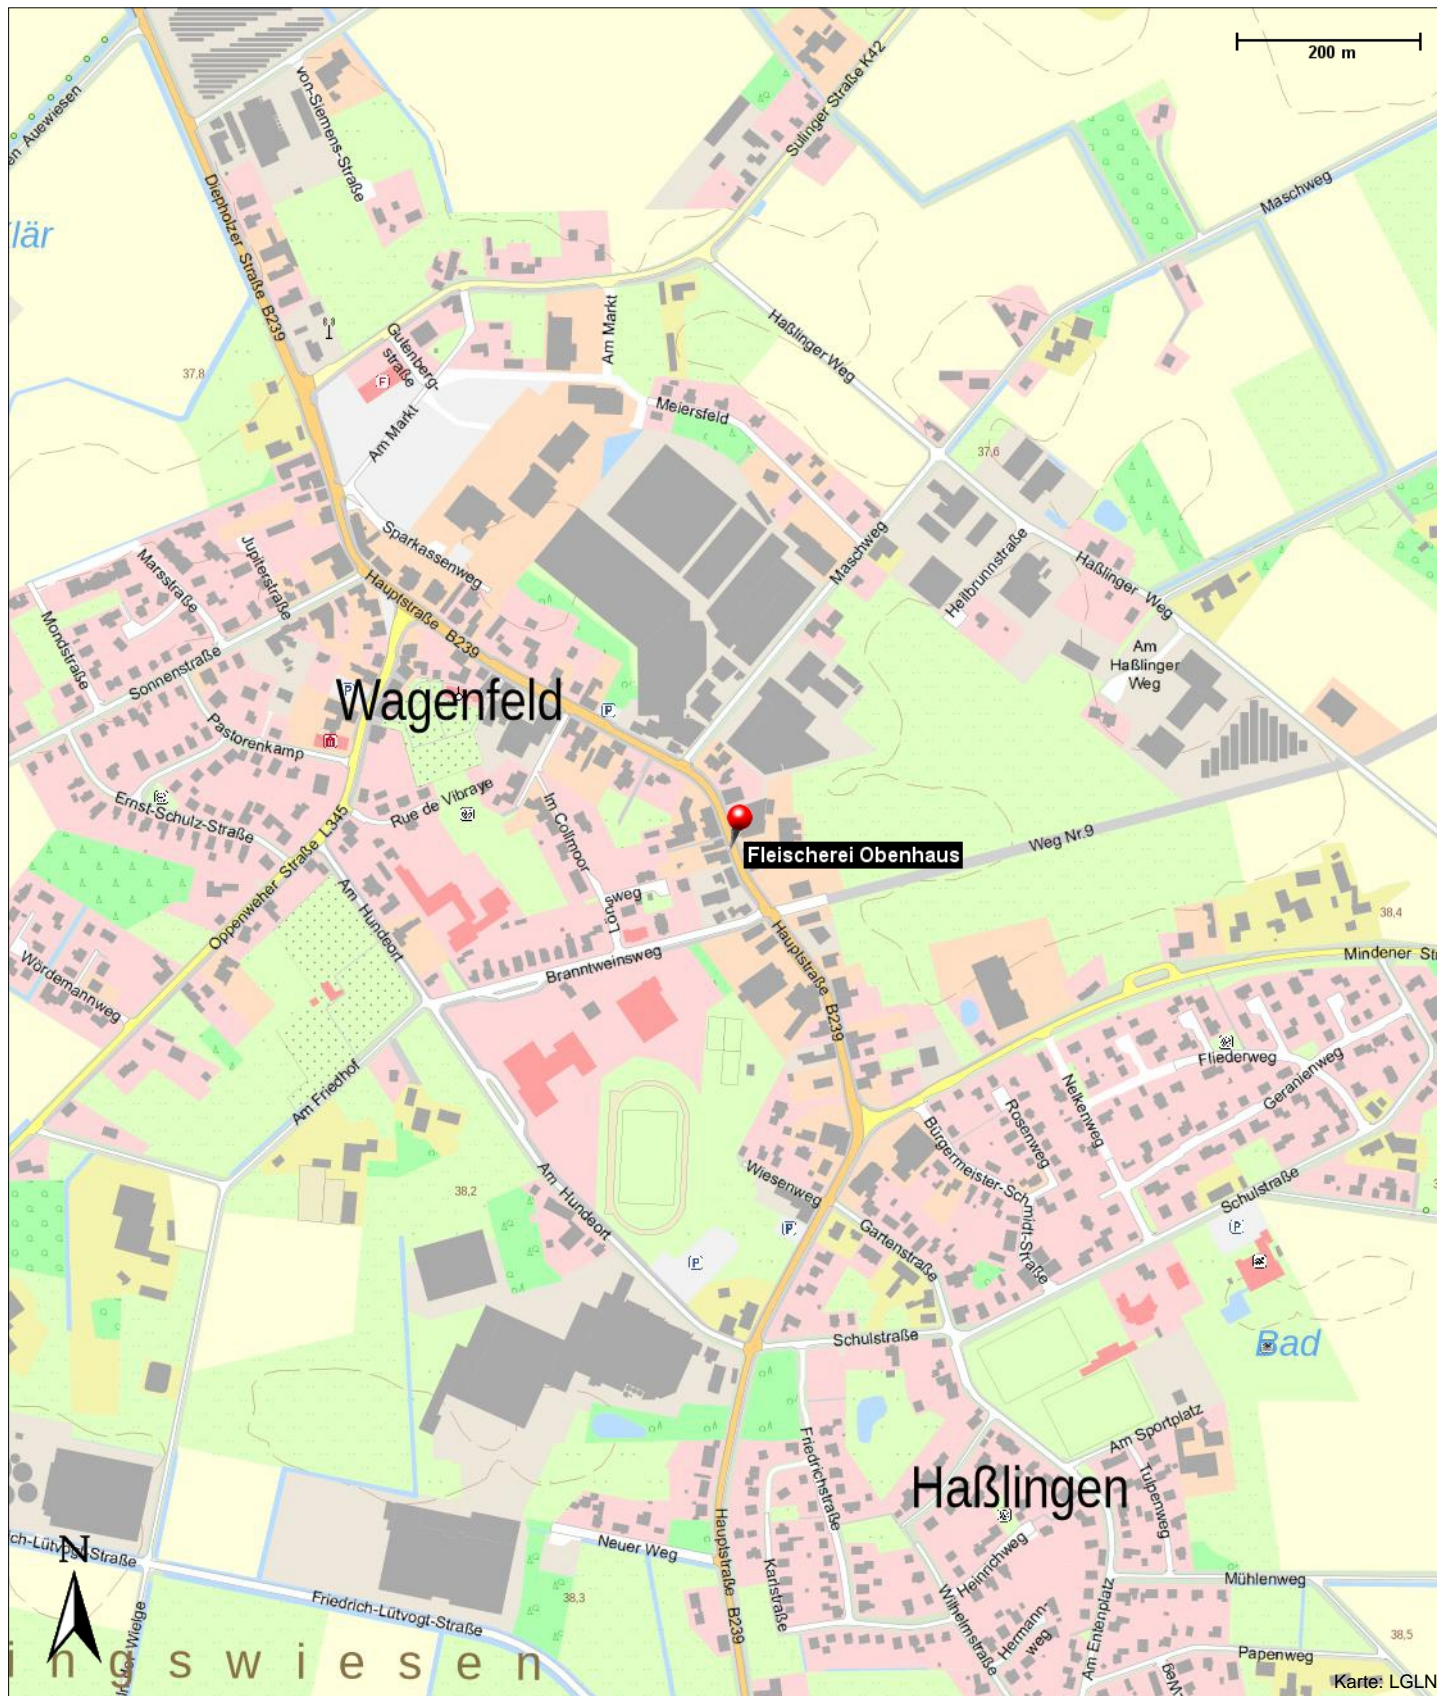 200 m
Sulinger Straße K42
von-Siemens-Straße
en Auewiesen
Maschweg
Diepholzer Straße B239
lär
Am Markt
Haßlinger Weg
Gutenberg-
straße
37,8
F
Meiersfeld
Am Markt
37,6
Sparkassenweg
Maschweg
Heilbrunnstraße
Haßlinger Weg
Marsstraße
Jupiterstraße
Hauptstraße B239
Mondstraße
Sonnenstraße
Am
Haßlinger
Weg
Wagenfeld
P
P
Pastorenkamp
Rue de Vibraye
Ernst-Schulz-Straße
Im Collmoor
Weg Nr.9
Fleischerei Obenhaus
Oppenweher Straße L345
Am Hundeort
Löns
weg
38,4
Hauptstraße B239
Mindener Str
Branntweinsweg
Wördemannweg
Fliederweg
Geranienweg
Nelkenweg
Rosenweg
Am Friedhof
Bürgermeister-Schmidt-Straße
Wiesenweg
38,2
Am Hundeort
Schulstraße
Gartenstraße
P
P
P
Schulstraße
Bad
Am Sportplatz
Friedrichstraße
Tulpenweg
Haßlingen
Hauptstraße B239
Neuer Weg
Karlstraße
Heinrichweg
N
ich-Lütvogt-Straße
Friedrich-Lütvogt-Straße
38,3
Wilhelmstraße
Hermann-
weg
Am Entenplatz
Mühlenweg
38,5
Papenweg
ingswiesen
Karte: LGLN